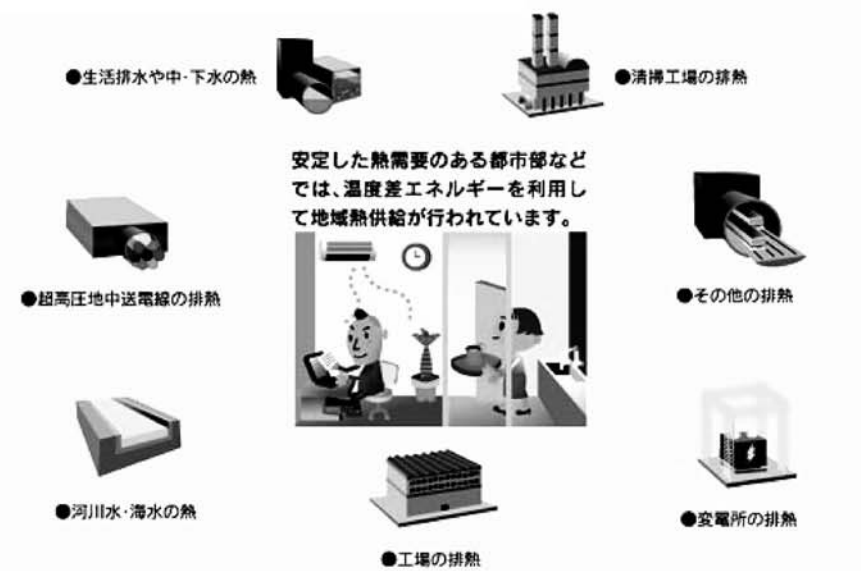 ●生活排水や中・下水の熱
●清掃工場の排熱
安定した熱需要のある都市部など
では、温度差エネルギーを利用し
て地域熱供給が行われています。
●超高圧地中送電線の排熱
●その他の排熱
●河川水・海水の熱
●変電所の排熱
●工場の排熱